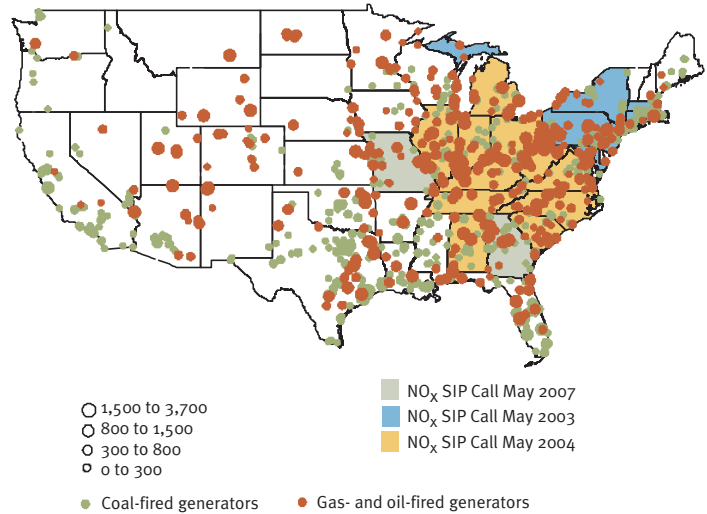 1,500 to 3,700
800 to 1,500
300 to 800
0 to 300
NOx SIP Call May 2007
NOx SIP Call May 2003
NOx SIP Call May 2004
Coal-fired generators
Gas- and oil-fired generators